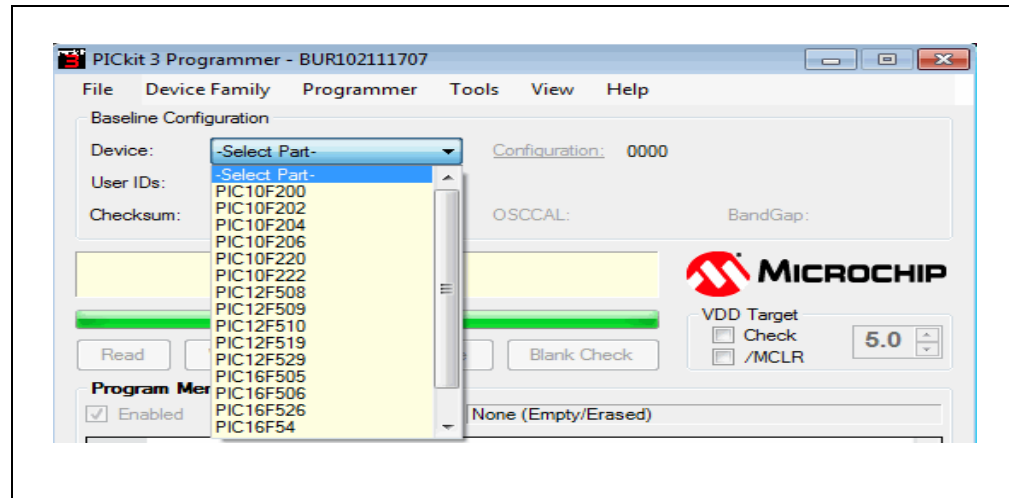 PICkit 3 Programmer - BUR102111707
File Device Family Programmer Tools View Help
Baseline Configuration
Device: -Select Part- Configuration: 0000
User IDs:
Checksum: OSCCAL: BandGap:
-Select Part-
PIC10F200
PIC10F202
PIC10F204
PIC10F206
PIC10F220
PIC10F222
PIC12F508
PIC12F509
PIC12F510
PIC12F519
PIC12F529
PIC16F505
PIC16F506
PIC16F526
PIC16F54
MICROCHIP
VDD Target
Check
/MCLR
5.0
Read Blank Check
Program
Enabled None (Empty/Erased)